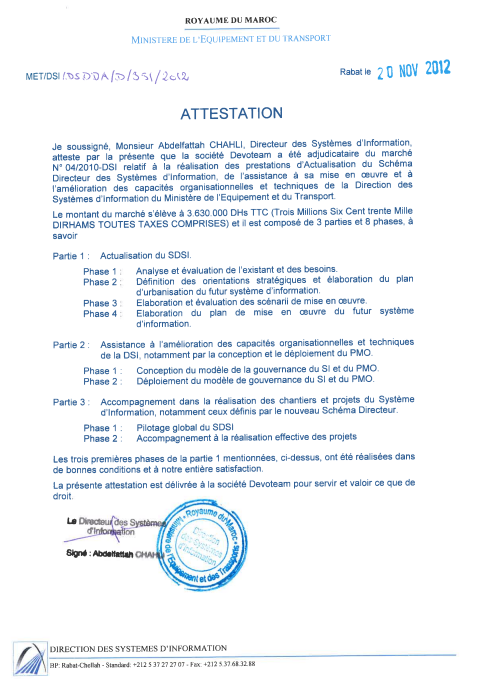 ROYAUME DU MAROC
MINISTERE DE L'EQUIPEMENT ET DU TRANSPORT
MET/DSI /DSDDA/D/351/2012
Rabat le 20 NOV 2012
ATTESTATION
Je soussigné, Monsieur Abdelfattah CHAHLI, Directeur des Systèmes d'Information,
atteste par la présente que la société Devoteam a été adjudicataire du marché
N° 04/2010-DSI relatif à la réalisation des prestations d'Actualisation du Schéma
Directeur des Systèmes d'Information, de l'assistance à sa mise en œuvre et à
l'amélioration des capacités organisationnelles et techniques de la Direction des
Systèmes d'Information du Ministère de l'Equipement et du Transport.
Le montant du marché s'élève à 3.630.000 DHs TTC (Trois Millions Six Cent trente Mille
DIRHAMS TOUTES TAXES COMPRISES) et il est composé de 3 parties et 8 phases, à
savoir
Partie 1 : Actualisation du SDSI.
Phase 1 : Analyse et évaluation de l'existant et des besoins.
Phase 2 : Définition des orientations stratégiques et élaboration du plan
d'urbanisation du futur système d'information.
Phase 3 : Elaboration et évaluation des scénarii de mise en œuvre.
Phase 4 : Elaboration du plan de mise en œuvre du futur système
d'information.
Partie 2 : Assistance à l'amélioration des capacités organisationnelles et techniques
de la DSI, notamment par la conception et le déploiement du PMO.
Phase 1 : Conception du modèle de la gouvernance du SI et du PMO.
Phase 2 : Déploiement du modèle de gouvernance du SI et du PMO.
Partie 3 : Accompagnement dans la réalisation des chantiers et projets du Système
d'Information, notamment ceux définis par le nouveau Schéma Directeur.
Phase 1 : Pilotage global du SDSI
Phase 2 : Accompagnement à la réalisation effective des projets
Les trois premières phases de la partie 1 mentionnées, ci-dessus, ont été réalisées dans
de bonnes conditions et à notre entière satisfaction.
La présente attestation est délivrée à la société Devoteam pour servir et valoir ce que de
droit.
Le Directeur des Systèmes
d'Information
Signé : Abdelfattah CHAHLI
Royaume du Maroc
de l'Equipement et des Transports
Direction
des Systèmes
d'Information
DIRECTION DES SYSTEMES D'INFORMATION
BP: Rabat-Chellah - Standard: +212 5 37 27 27 07 - Fax: +212 5 37.68.32.88